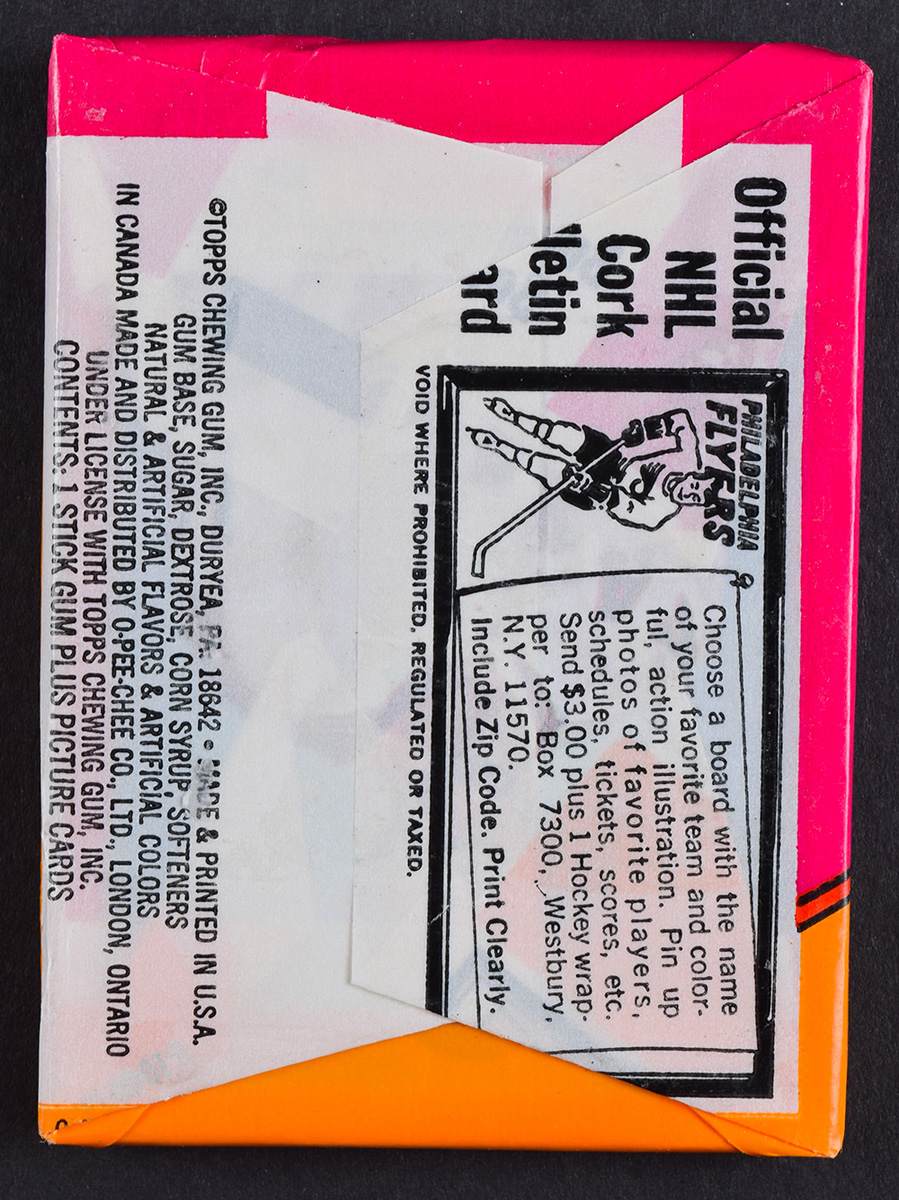 Official
NHL
Cork
letin
ard
PHILADELPHIA
FLYERS
Choose a board with the name
of your favorite team and color-
ful, action illustration. Pin up
photos of favorite players,
schedules, tickets, scores, etc.
Send $3.00 plus 1 Hockey wrap-
per to: Box 7300, Westbury,
N.Y. 11570.
Include Zip Code. Print Clearly.
VOID WHERE PROHIBITED, REGULATED OR TAXED.
©TOPPS CHEWING GUM, INC., DURYEA, PA. 18642 • MADE & PRINTED IN U.S.A.
GUM BASE, SUGAR, DEXTROSE, CORN SYRUP, SOFTENERS
NATURAL & ARTIFICIAL FLAVORS & ARTIFICIAL COLORS
IN CANADA MADE AND DISTRIBUTED BY O-PEE-CHEE CO., LTD., LONDON, ONTARIO
UNDER LICENSE WITH TOPPS CHEWING GUM, INC.
CONTENTS: 1 STICK GUM PLUS PICTURE CARDS